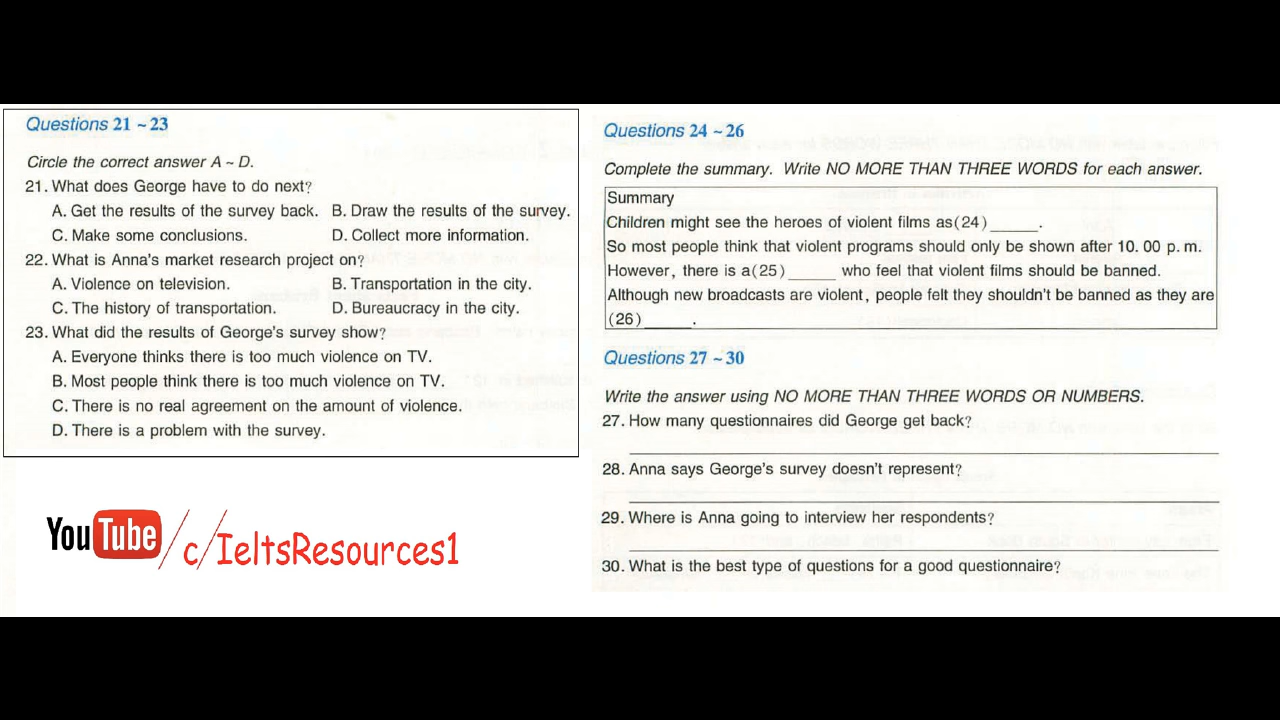 Questions 21 ~ 23
Circle the correct answer A ~ D.
21. What does George have to do next?
A. Get the results of the survey back. B. Draw the results of the survey.
C. Make some conclusions. D. Collect more information.
22. What is Anna's market research project on?
A. Violence on television. B. Transportation in the city.
C. The history of transportation. D. Bureaucracy in the city.
23. What did the results of George's survey show?
A. Everyone thinks there is too much violence on TV.
B. Most people think there is too much violence on TV.
C. There is no real agreement on the amount of violence.
D. There is a problem with the survey.
YouTube /c/IeltsResources1
Questions 24 ~ 26
Complete the summary. Write NO MORE THAN THREE WORDS for each answer.
Summary
Children might see the heroes of violent films as(24)______.
So most people think that violent programs should only be shown after 10. 00 p. m.
However, there is a(25)______ who feel that violent films should be banned.
Although new broadcasts are violent, people felt they shouldn't be banned as they are
(26)______.
Questions 27 ~ 30
Write the answer using NO MORE THAN THREE WORDS OR NUMBERS.
27. How many questionnaires did George get back?
28. Anna says George's survey doesn't represent?
29. Where is Anna going to interview her respondents?
30. What is the best type of questions for a good questionnaire?